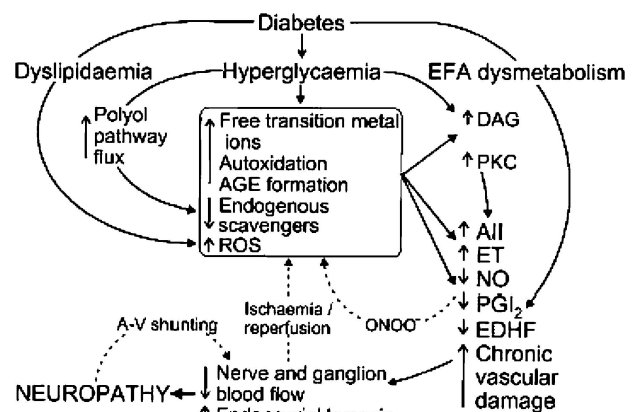 Diabetes
Dyslipidaemia
Hyperglycaemia
EFA dysmetabolism
Polyol
pathway
flux
Free transition metal
ions
Autoxidation
AGE formation
Endogenous
scavengers
ROS
DAG
PKC
AII
ET
NO
PGI2
EDHF
Chronic
vascular
damage
Ischaemia /
reperfusion
ONOO-
A-V shunting
Nerve and ganglion
blood flow
NEUROPATHY